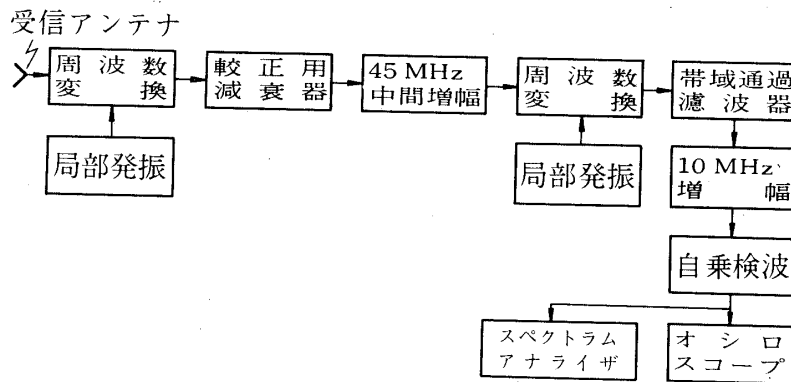 受信アンテナ
周波数
変換
較正用
減衰器
45 MHz
中間増幅
周波数
変換
帯域通過
濾波器
局部発振
局部発振
10 MHz
増幅
自乗検波
スペクトラム
アナライザ
オシロ
スコープ